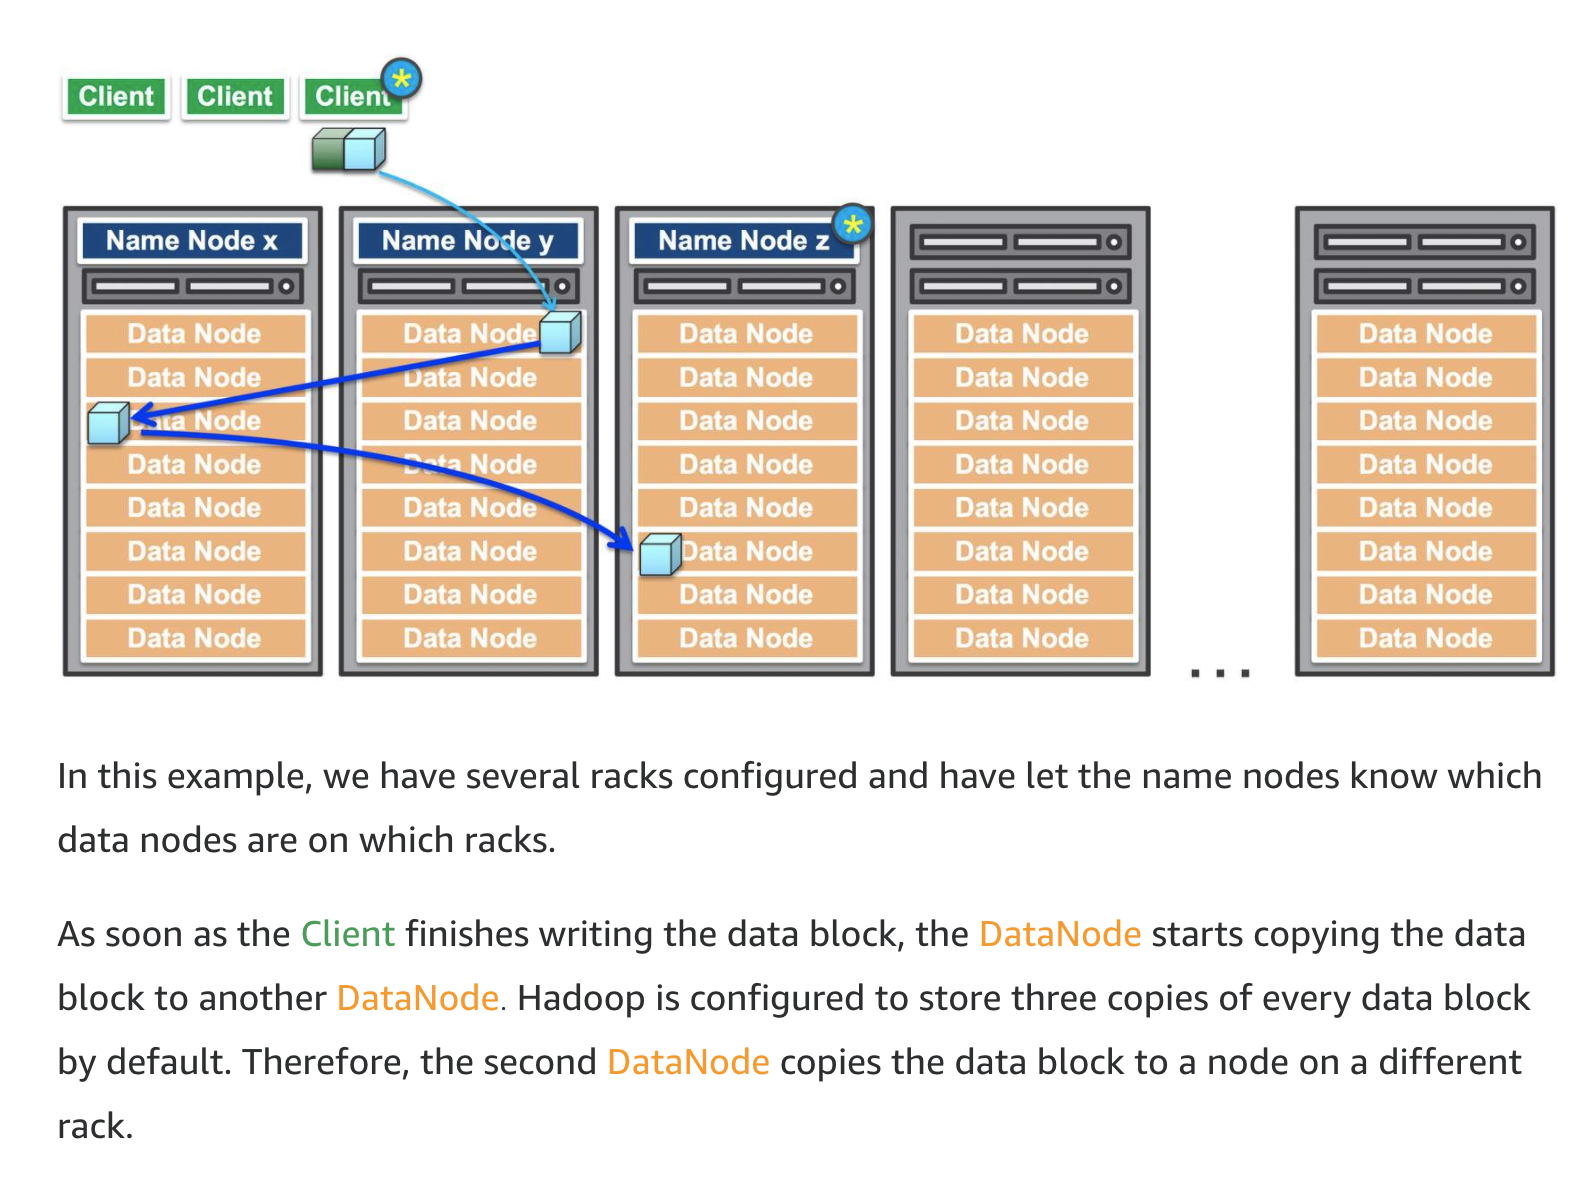 Client Client Client *
Name Node x Name Node y Name Node z *
Data Node Data Node Data Node Data Node Data Node
Data Node Data Node Data Node Data Node Data Node
Data Node Data Node Data Node Data Node Data Node
Data Node Data Node Data Node Data Node Data Node
Data Node Data Node Data Node Data Node Data Node
Data Node Data Node Data Node Data Node Data Node
Data Node Data Node Data Node Data Node Data Node
Data Node Data Node Data Node Data Node ... Data Node
In this example, we have several racks configured and have let the name nodes know which
data nodes are on which racks.
As soon as the Client finishes writing the data block, the DataNode starts copying the data
block to another DataNode. Hadoop is configured to store three copies of every data block
by default. Therefore, the second DataNode copies the data block to a node on a different
rack.